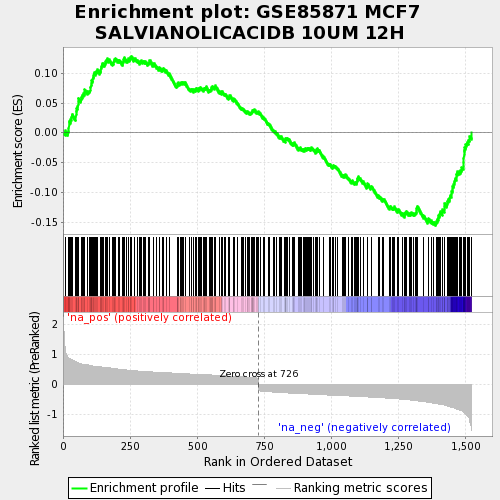 Enrichment plot: GSE85871 MCF7
SALVIANOLICACIDB 10UM 12H
Enrichment score (ES)
0.10
0.05
0.00
-0.05
-0.10
-0.15
'na_pos' (positively correlated)
Ranked list metric (PreRanked)
2
1
0
-1
Zero cross at 726
'na_neg' (negatively correlated)
0
250
500
750
1,000
1,250
1,500
Rank in Ordered Dataset
Enrichment profile
Hits
Ranking metric scores